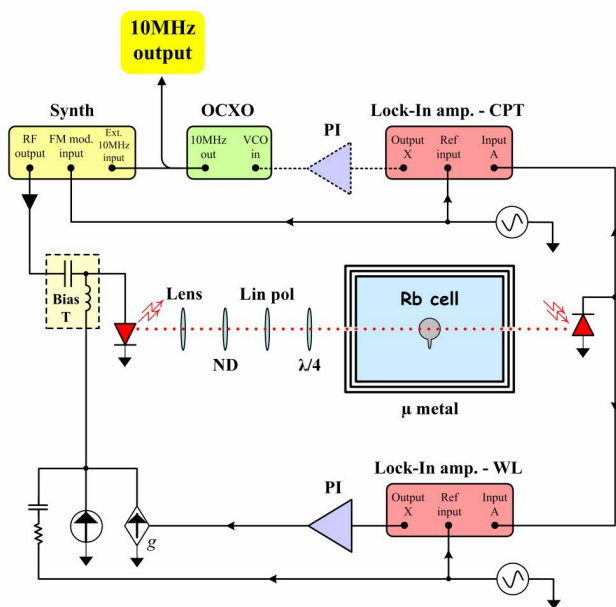 10MHz
output
Synth
OCXO
Lock-In amp. - CPT
PI
RF
output
FM mod.
input
Ext.
10MHz
input
10MHz
out
VCO
in
Output
X
Ref
input
Input
A
Bias
T
Lens
Lin pol
ND
λ/4
Rb cell
μ metal
Lock-In amp. - WL
PI
Output
X
Ref
input
Input
A
g